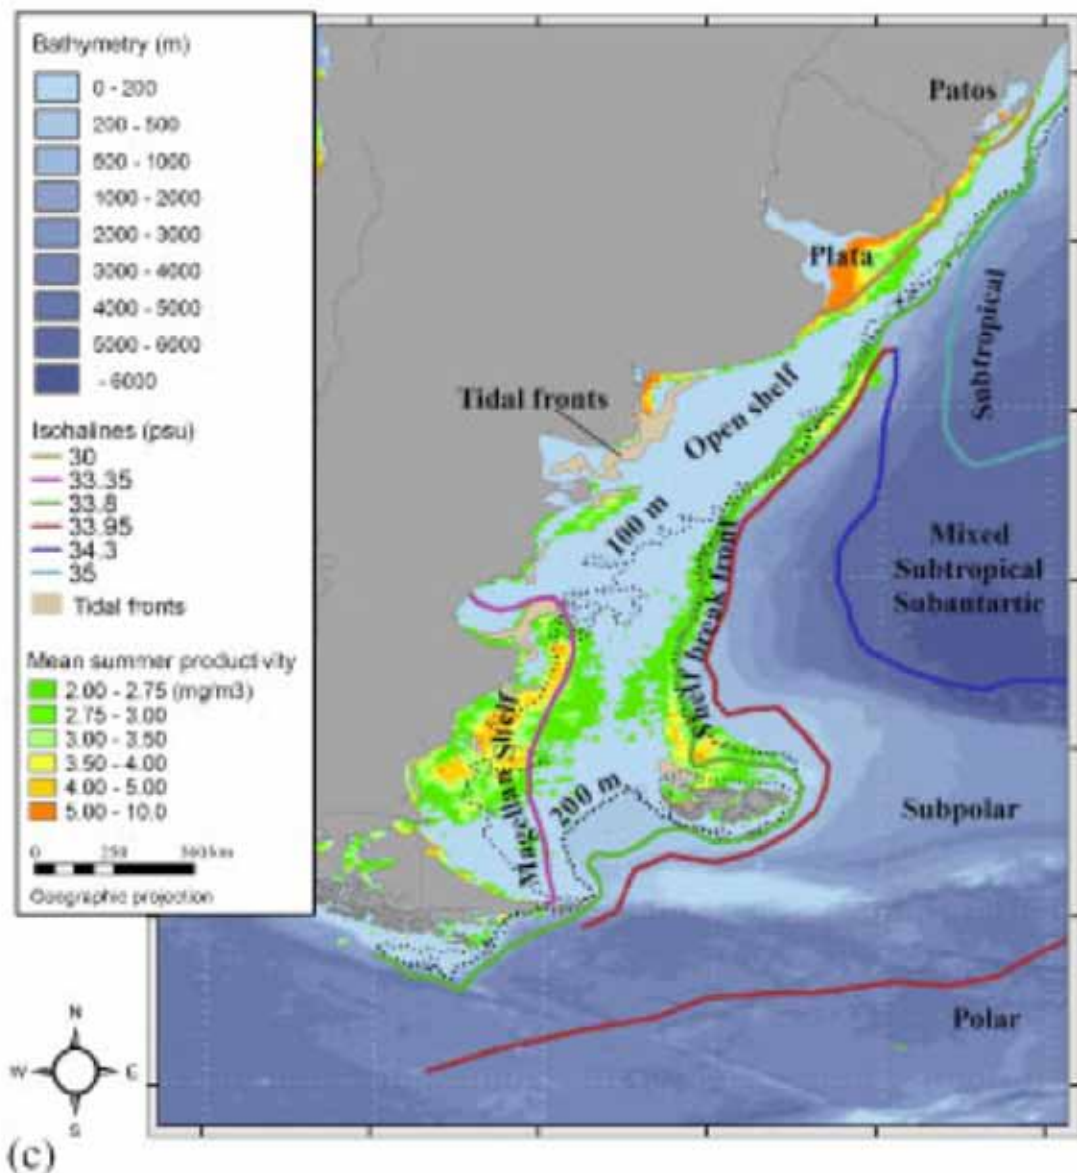 Bathymetry (m)
0 - 200
200 - 500
500 - 1000
1000 - 2000
2000 - 3000
3000 - 4000
4000 - 5000
5000 - 6000
- 6000
Isohalines (psu)
30
33.35
33.8
33.95
34.3
35
Tidal fronts
Mean summer productivity
2.00 - 2.75 (mg/m3)
2.75 - 3.00
3.00 - 3.50
3.50 - 4.00
4.00 - 5.00
5.00 - 10.0
0 250 500 km
Geographic projection
Patos
Plata
Subtropical
Tidal fronts
Open shelf
100 m
Mixed
Subtropical
Subantartic
Shelf break front
Magellan Shelf
200 m
Subpolar
Polar
N
W E
S
(c)